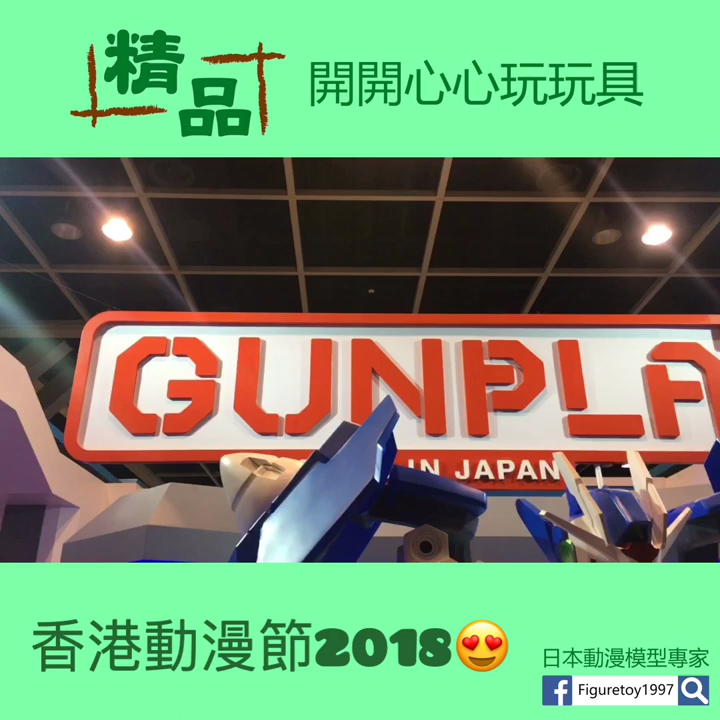 精品
開開心心玩玩具
GUNPLA
IN JAPAN
香港動漫節2018😍
日本動漫模型專家
Figuretoy1997